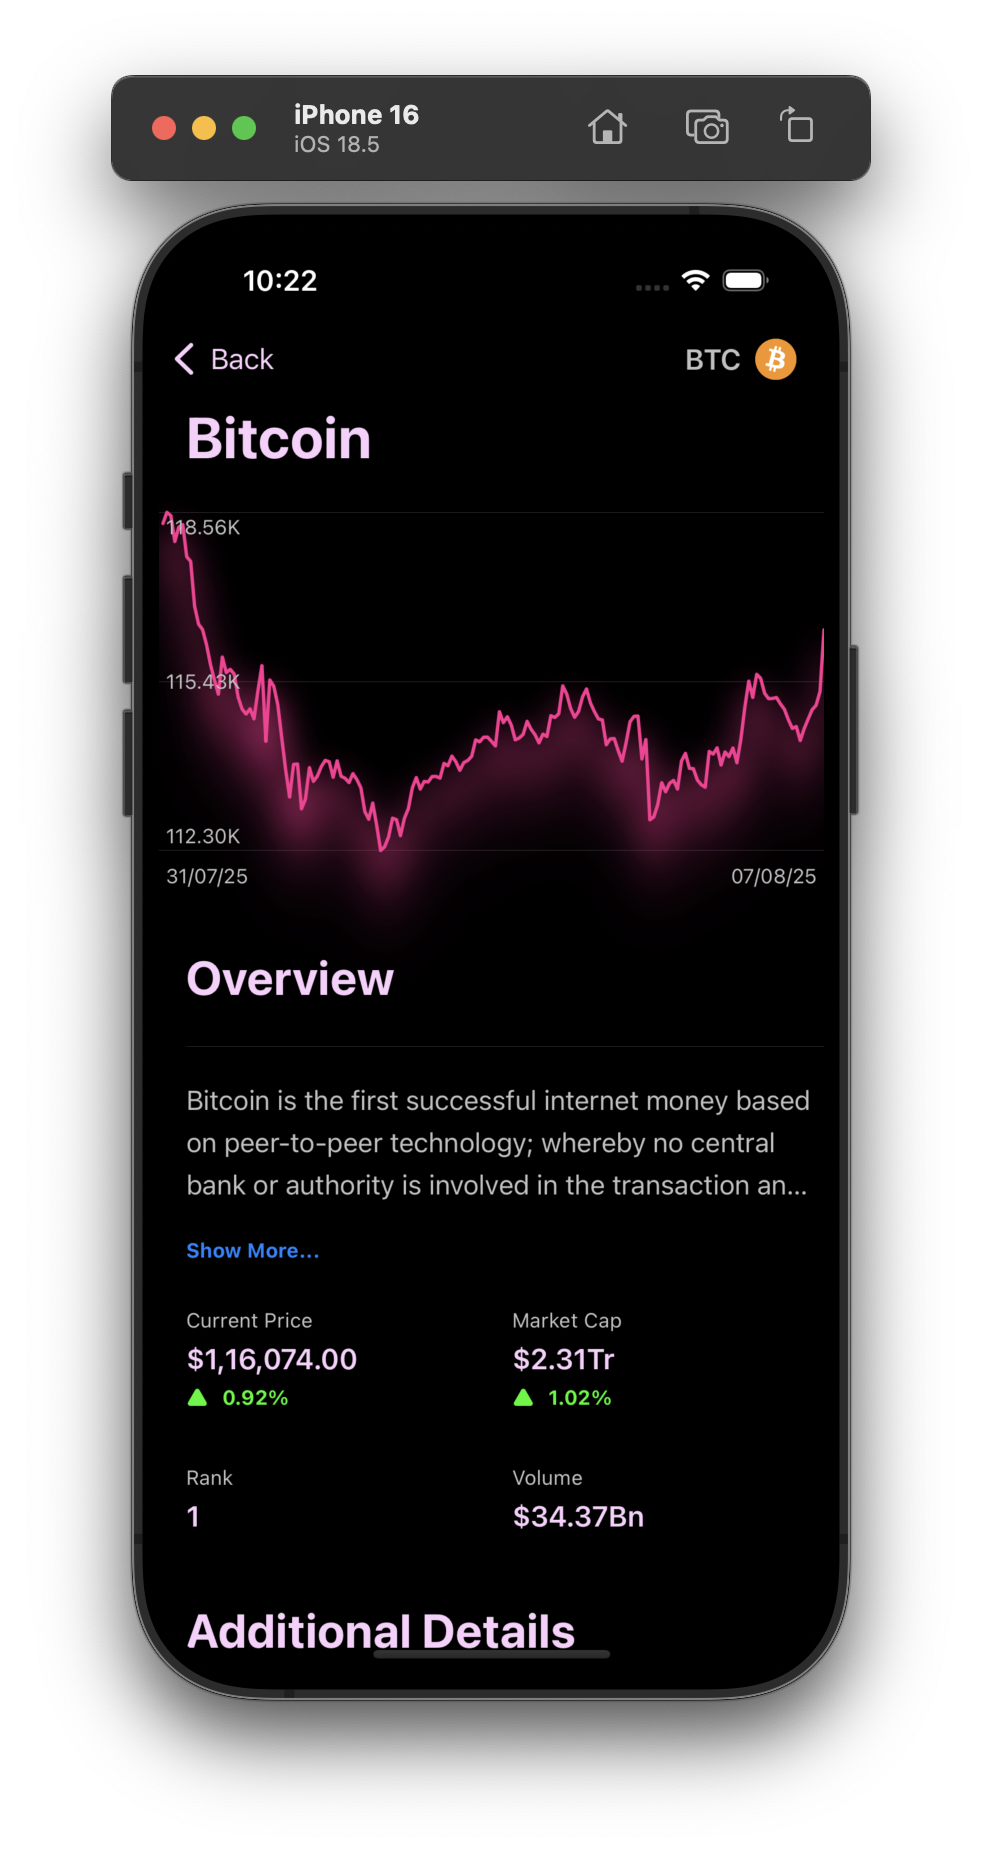 iPhone 16
iOS 18.5
10:22
Back
BTC
Bitcoin
118.56K
115.43K
112.30K
31/07/25
07/08/25
Overview
Bitcoin is the first successful internet money based
on peer-to-peer technology; whereby no central
bank or authority is involved in the transaction an...
Show More...
Current Price
Market Cap
$1,16,074.00
$2.31Tr
0.92%
1.02%
Rank
Volume
1
$34.37Bn
Additional Details